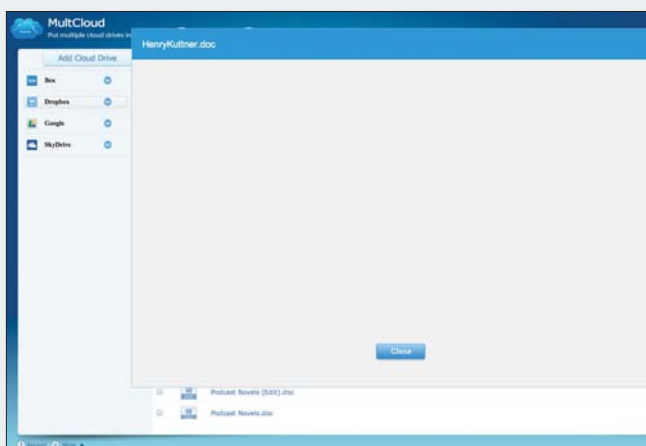 MultCloud
Put multiple cloud drives in
HenryKuttner.doc
Add Cloud Drive
Box
Dropbox
Google
SkyDrive
Close
Podcast Novels (Edit).doc
Podcast Novels.doc